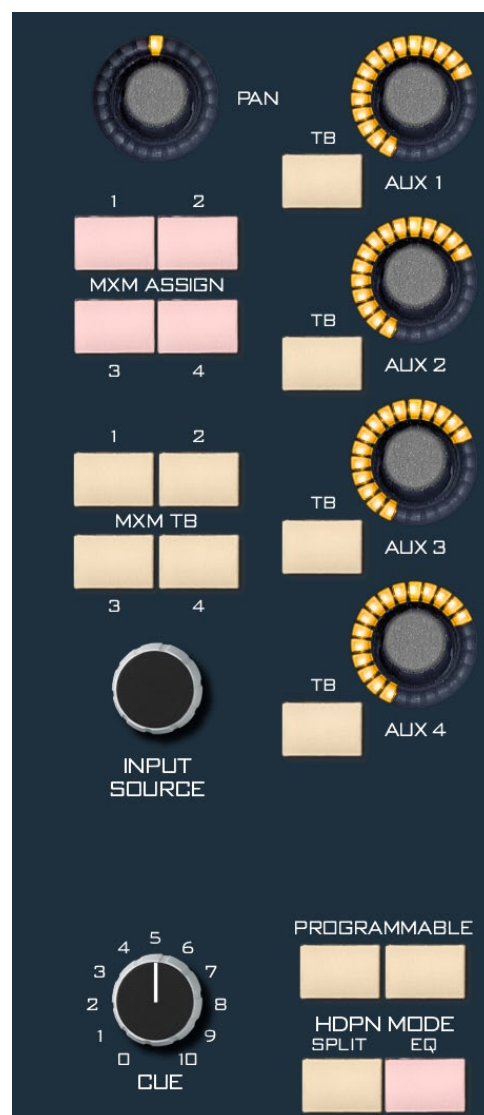 PAN
TB
AUX 1
1 2
MXM ASSIGN
3 4
TB
AUX 2
1 2
MXM TB
3 4
TB
AUX 3
TB
AUX 4
INPUT
SOURCE
PROGRAMMABLE
HDPN MODE
SPLIT EQ
0 1 2 3 4 5 6 7 8 9 10
CUE